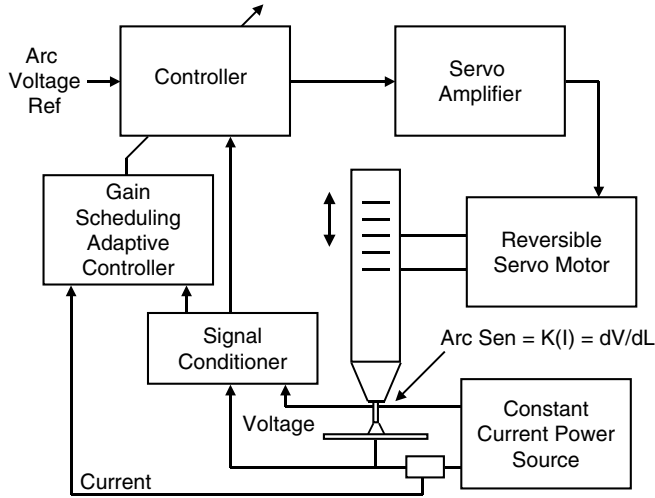 Arc
Voltage
Ref
Controller
Servo
Amplifier
Gain
Scheduling
Adaptive
Controller
Reversible
Servo Motor
Signal
Conditioner
Arc Sen = K(I) = dV/dL
Voltage
Constant
Current Power
Source
Current